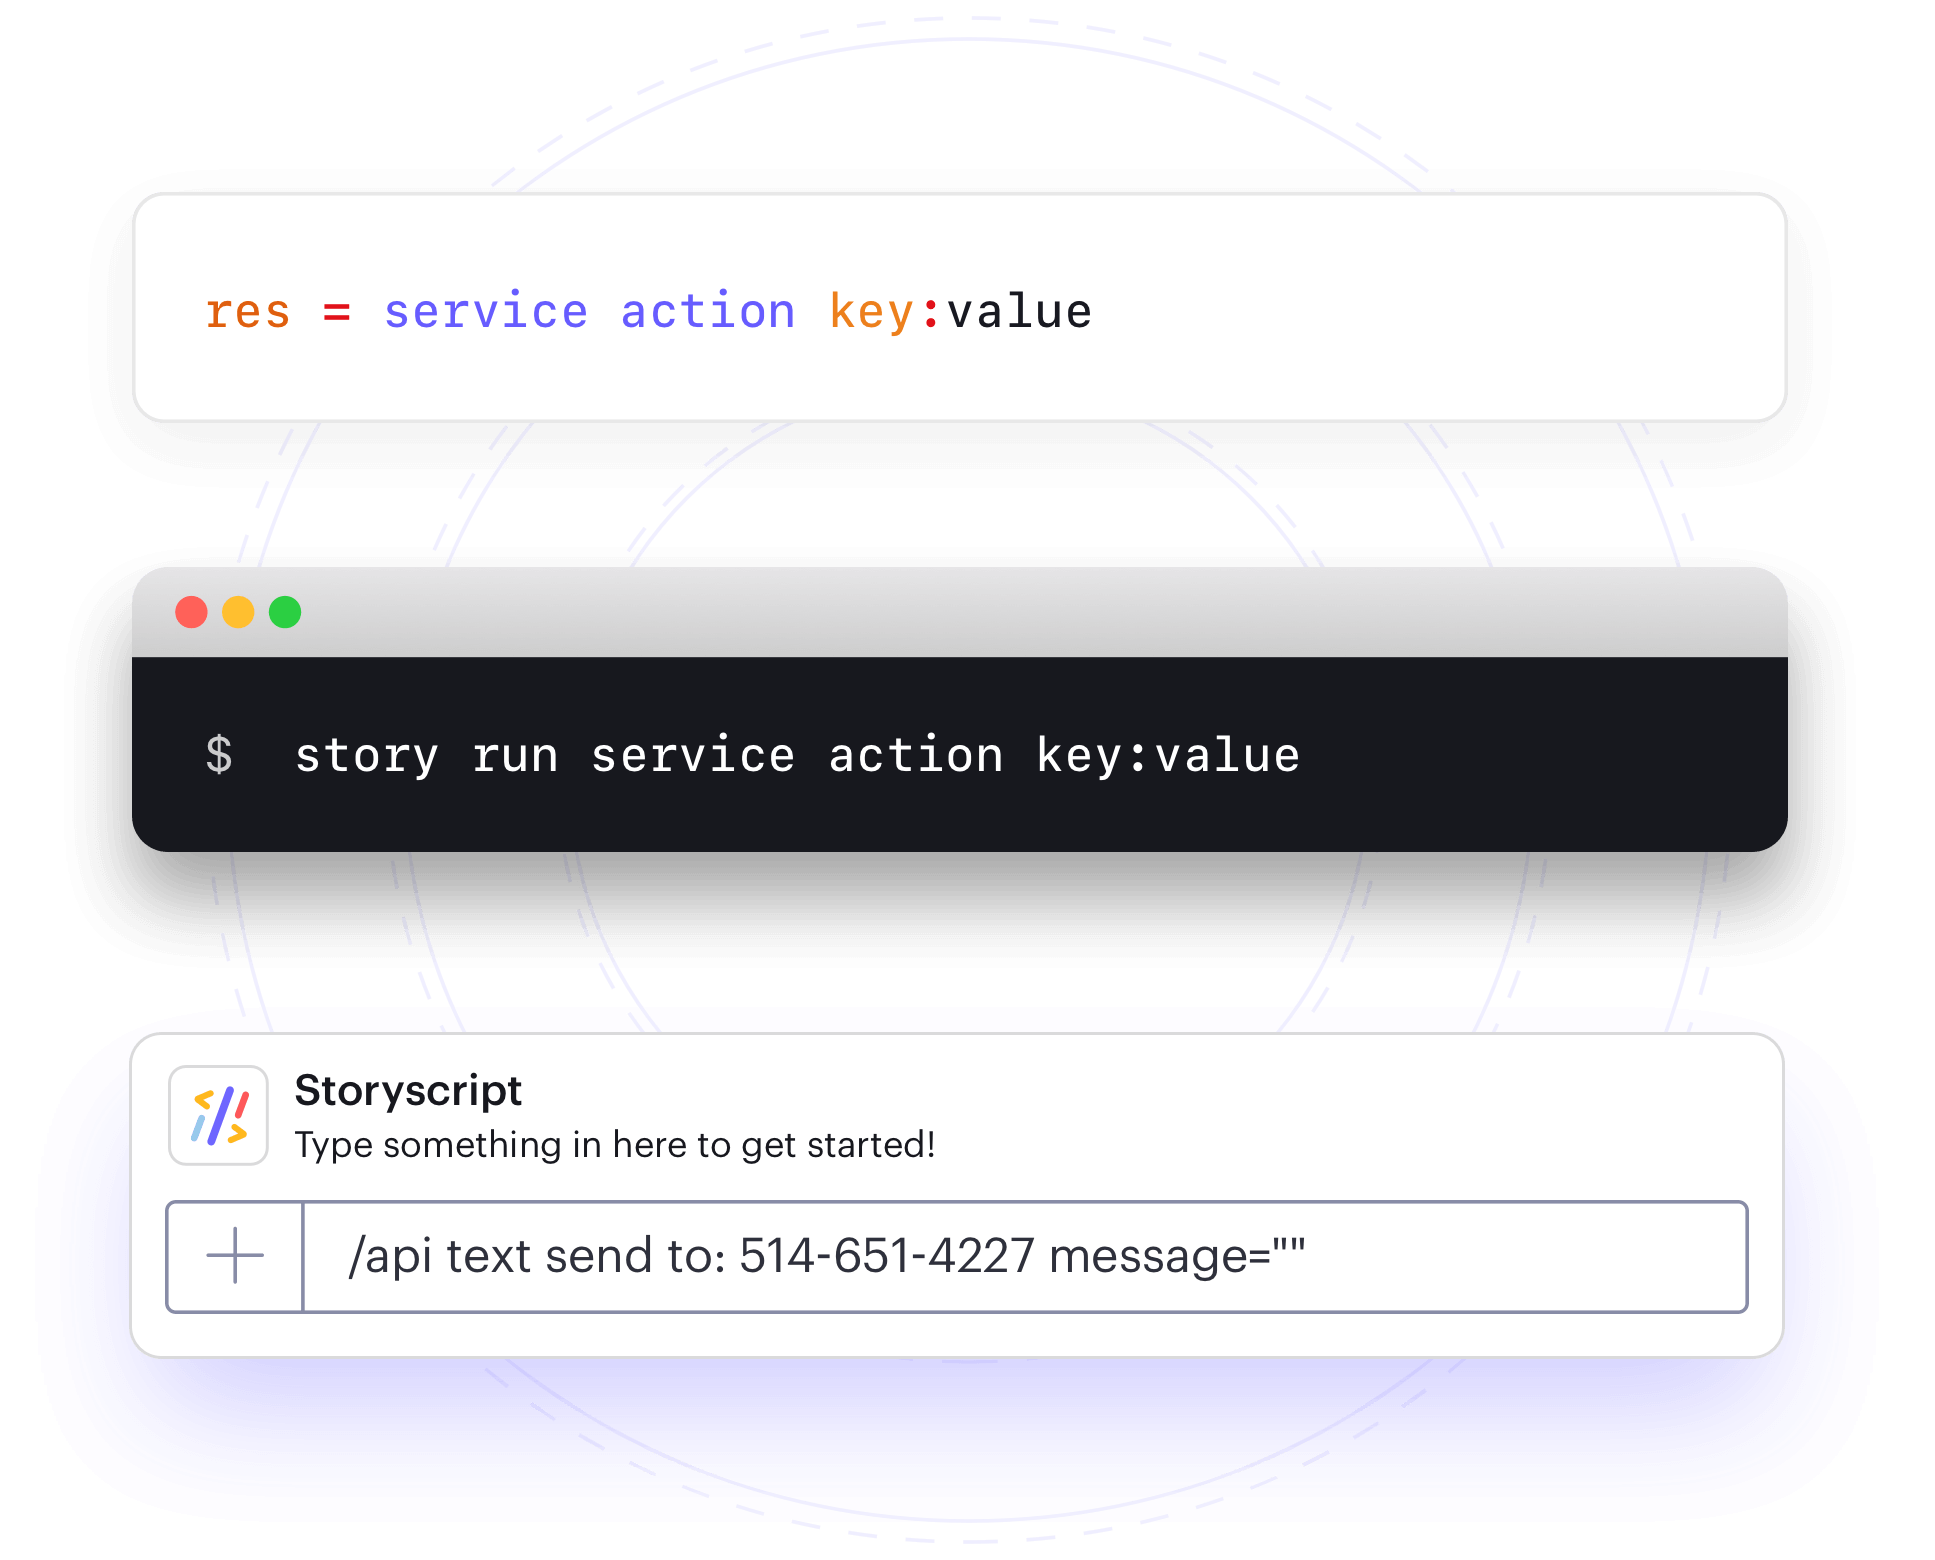 res = service action key:value
$ story run service action key:value
Storyscript
Type something in here to get started!
/api text send to: 514-651-4227 message=""